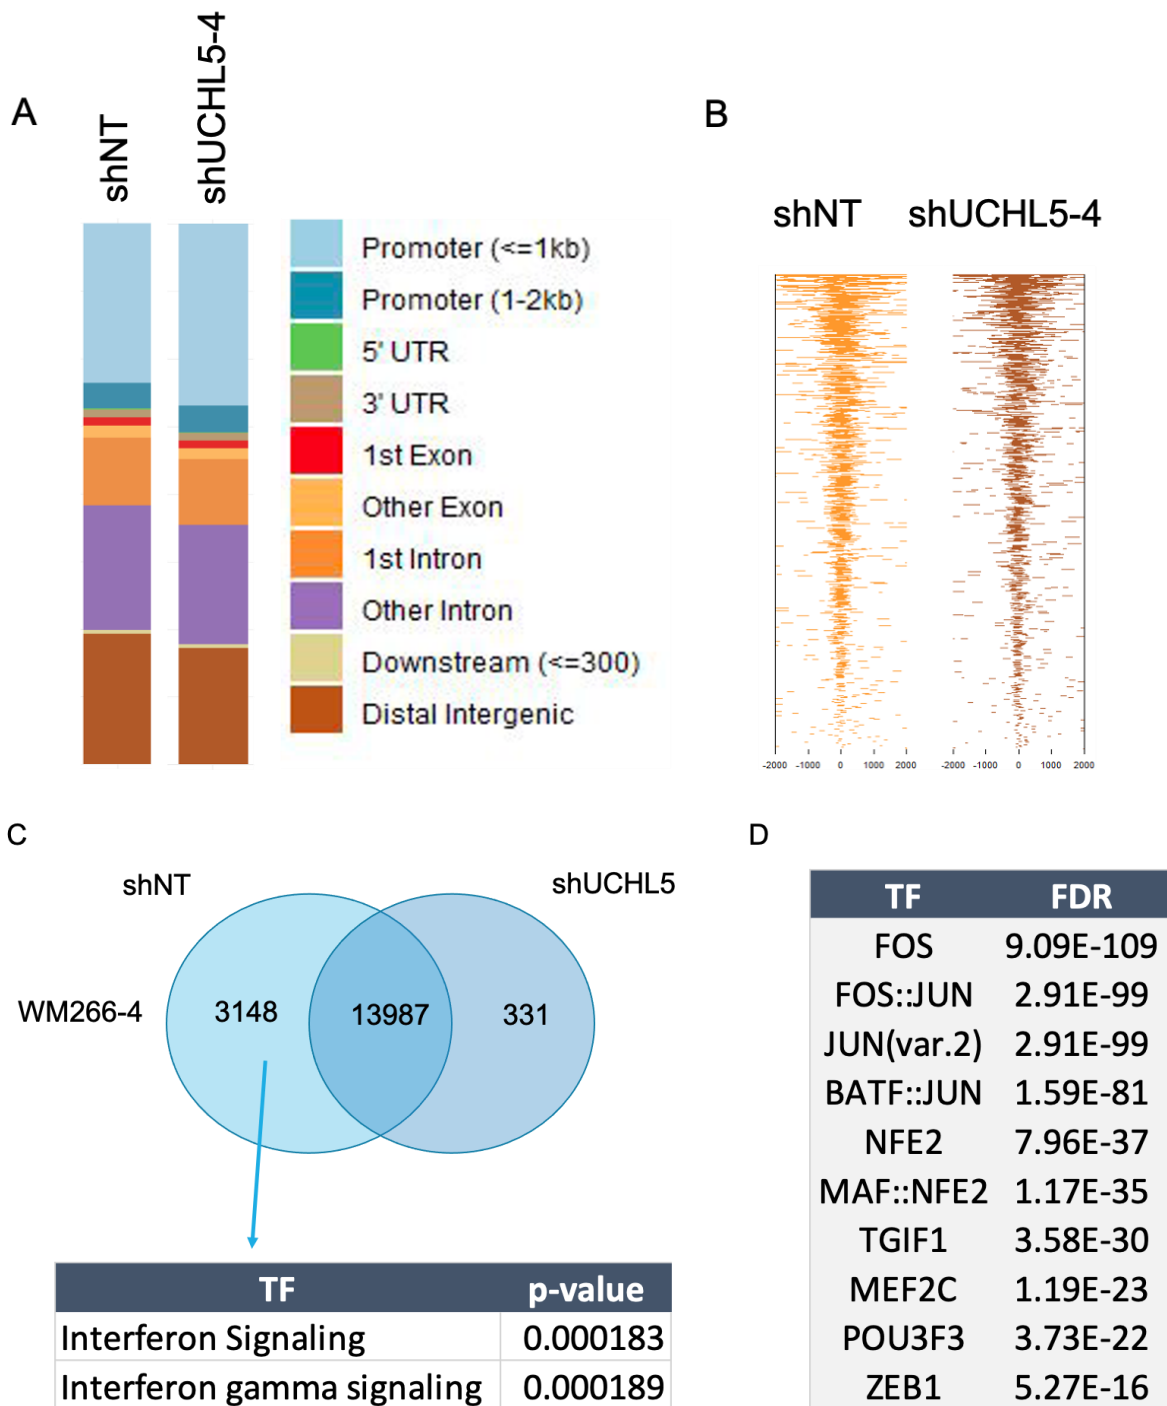 A
shNT
shUCHL5-4
Promoter (<=1kb)
Promoter (1-2kb)
5' UTR
3' UTR
1st Exon
Other Exon
1st Intron
Other Intron
Downstream (<=300)
Distal Intergenic
B
shNT shUCHL5-4
-2000 -1000 0 1000 2000 -2000 -1000 0 1000 2000
C
shNT shUCHL5
WM266-4 3148 13987 331
TF p-value
Interferon Signaling 0.000183
Interferon gamma signaling 0.000189
D
TF FDR
FOS 9.09E-109
FOS::JUN 2.91E-99
JUN(var.2) 2.91E-99
BATF::JUN 1.59E-81
NFE2 7.96E-37
MAF::NFE2 1.17E-35
TGIF1 3.58E-30
MEF2C 1.19E-23
POU3F3 3.73E-22
ZEB1 5.27E-16